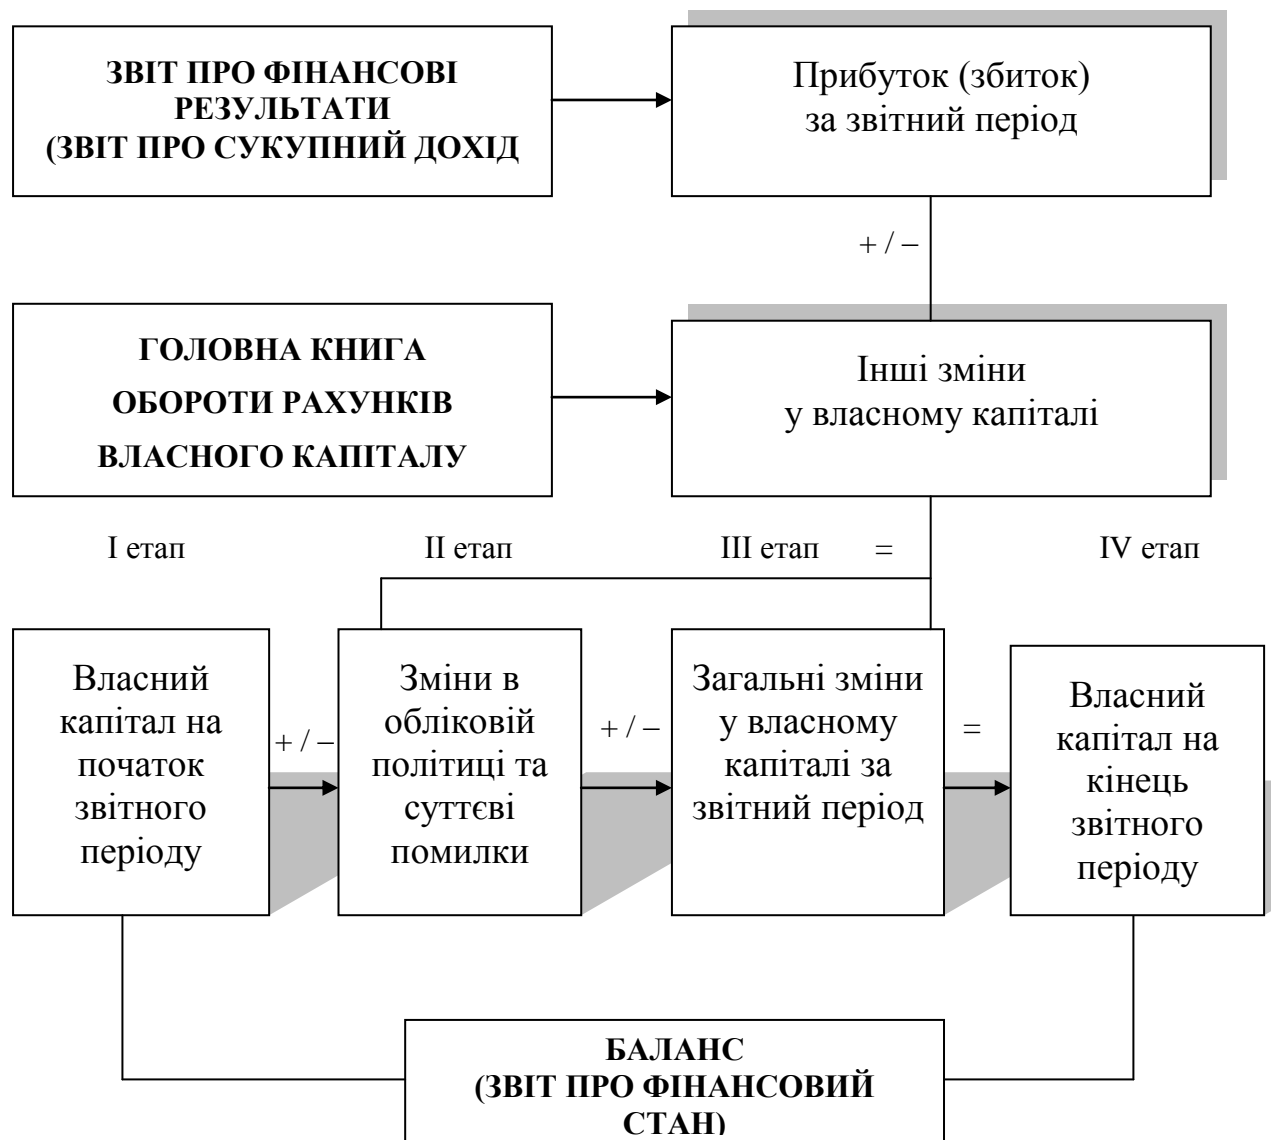 ЗВІТ ПРО ФІНАНСОВІ
РЕЗУЛЬТАТИ
(ЗВІТ ПРО СУКУПНИЙ ДОХІД
Прибуток (збиток)
за звітний період
+ / –
ГОЛОВНА КНИГА
ОБОРОТИ РАХУНКІВ
ВЛАСНОГО КАПІТАЛУ
Інші зміни
у власному капіталі
І етап
ІІ етап
ІІІ етап
=
IV етап
Власний
капітал на
початок
звітного
періоду
+ / –
Зміни в
обліковій
політиці та
суттєві
помилки
+ / –
Загальні зміни
у власному
капіталі за
звітний період
=
Власний
капітал на
кінець
звітного
періоду
БАЛАНС
(ЗВІТ ПРО ФІНАНСОВИЙ
СТАН)